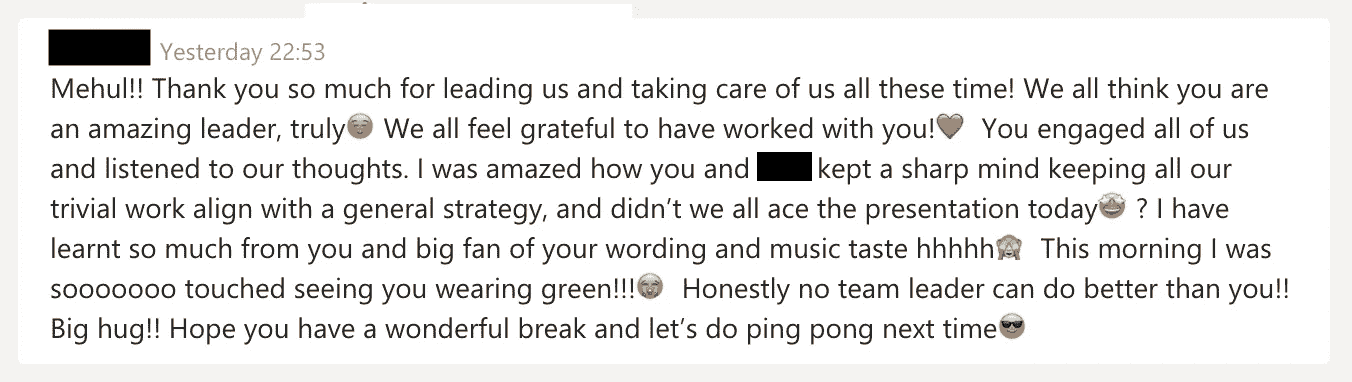 Yesterday 22:53
Mehul!! Thank you so much for leading us and taking care of us all these time! We all think you are
an amazing leader, truly😊 We all feel grateful to have worked with you!❤ You engaged all of us
and listened to our thoughts. I was amazed how you and kept a sharp mind keeping all our
trivial work align with a general strategy, and didn’t we all ace the presentation today🤩 ? I have
learnt so much from you and big fan of your wording and music taste hhhhh🙈 This morning I was
sooooooo touched seeing you wearing green!!!😭 Honestly no team leader can do better than you!!
Big hug!! Hope you have a wonderful break and let’s do ping pong next time😎